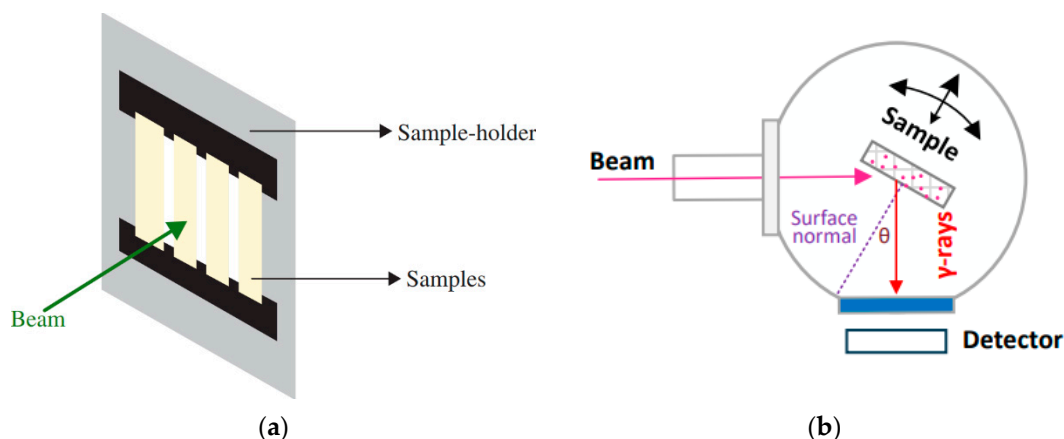 Sample-holder
Samples
Beam
(a)
Beam
Sample
Surface
normal
θ
γ-rays
Detector
(b)